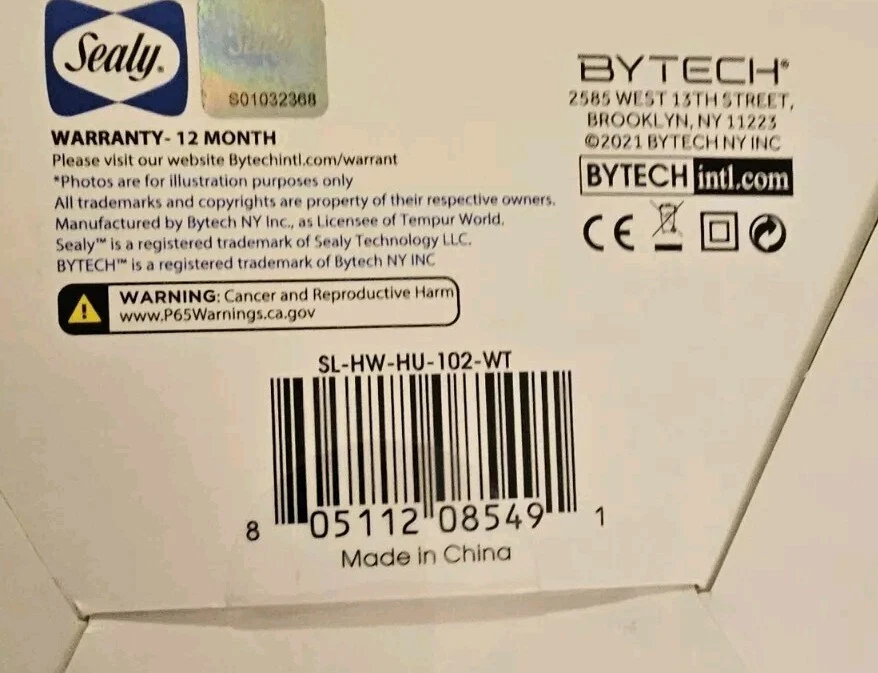 Sealy®
S01032368
WARRANTY- 12 MONTH
Please visit our website Bytechintl.com/warrant
*Photos are for illustration purposes only
All trademarks and copyrights are property of their respective owners.
Manufactured by Bytech NY Inc., as Licensee of Tempur World.
Sealy™ is a registered trademark of Sealy Technology LLC.
BYTECH™ is a registered trademark of Bytech NY INC
WARNING: Cancer and Reproductive Harm
www.P65Warnings.ca.gov
BYTECH®
2585 WEST 13TH STREET,
BROOKLYN, NY 11223
©2021 BYTECH NY INC
BYTECH intl.com
CE
SL-HW-HU-102-WT
8 05112 08549 1
Made in China